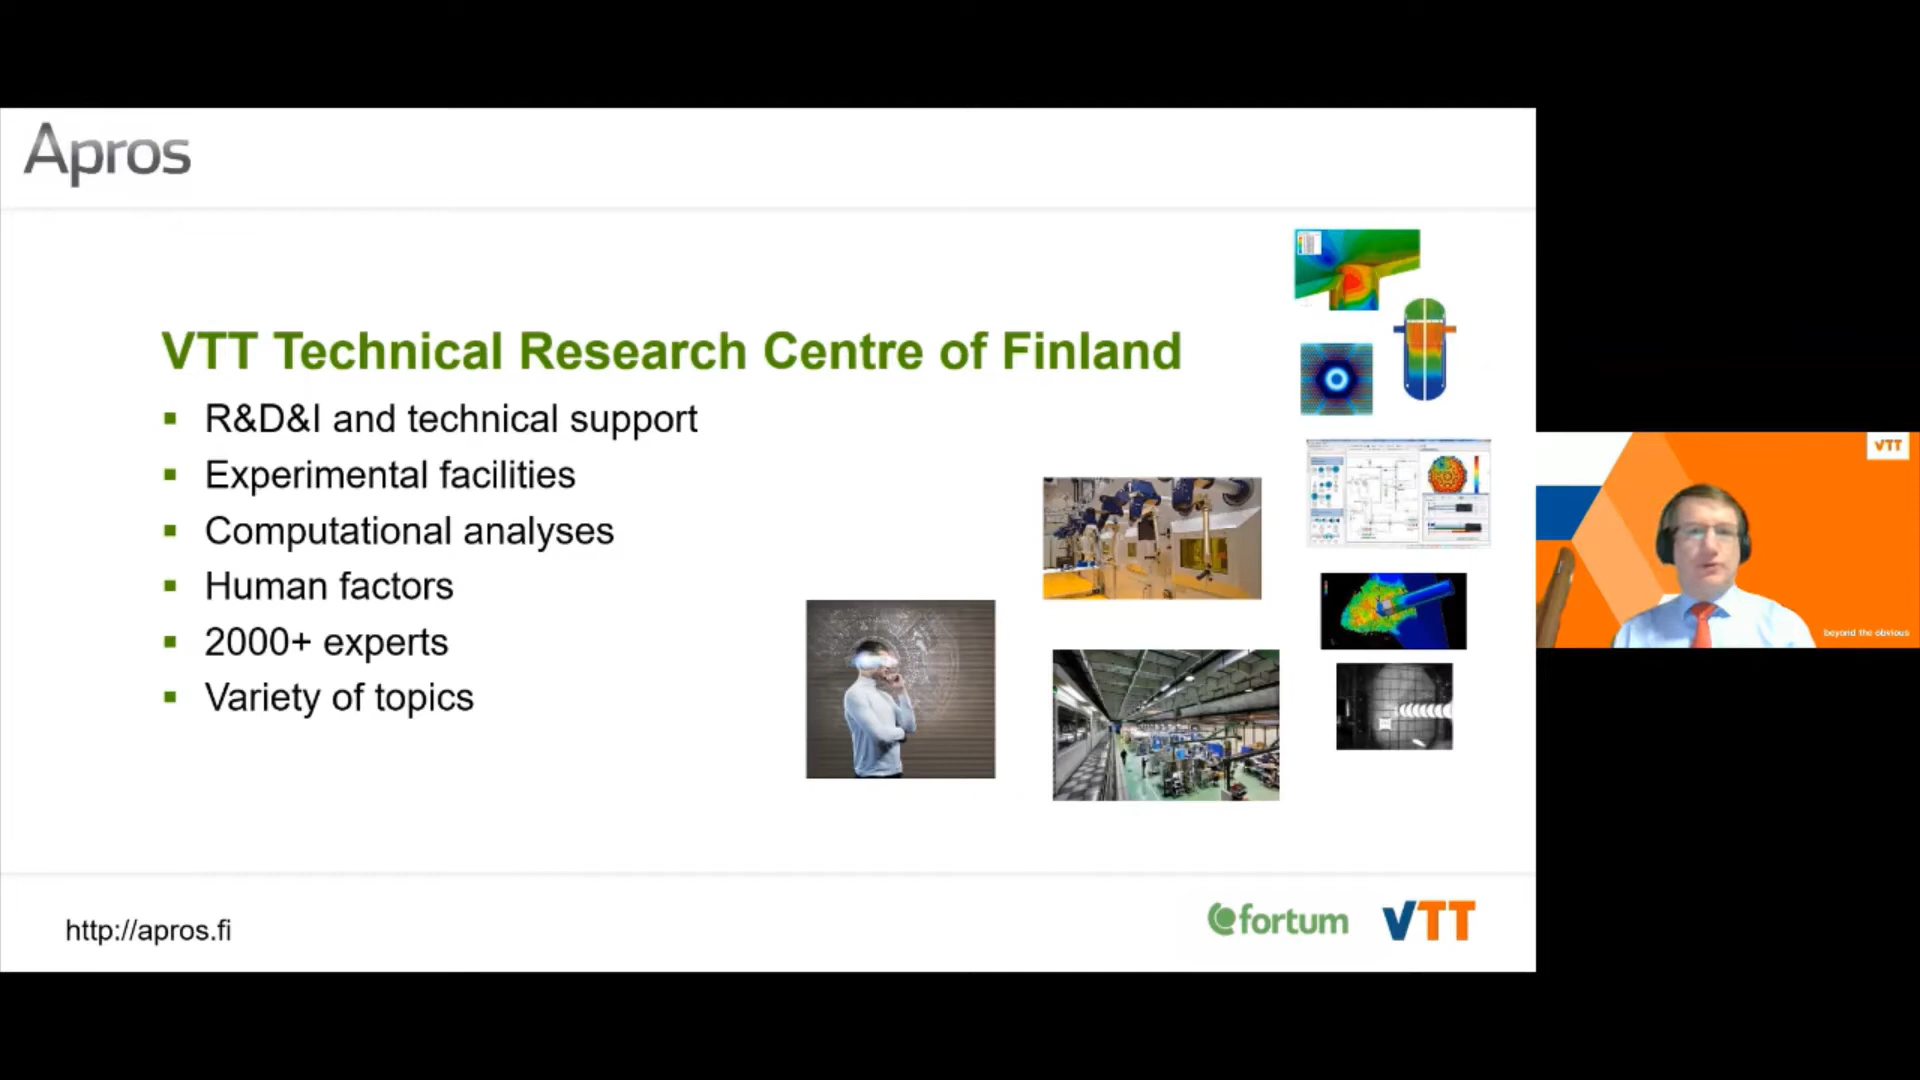 Apros
VTT Technical Research Centre of Finland
R&D&I and technical support
Experimental facilities
Computational analyses
Human factors
2000+ experts
Variety of topics
http://apros.fi
fortum
VTT
VTT
beyond the obvious